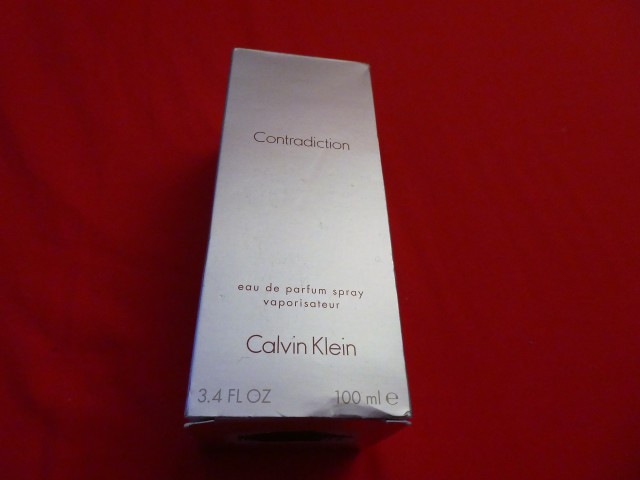 Contradiction
eau de parfum spray
vaporisateur
Calvin Klein
3.4 FL OZ 100 ml ℮